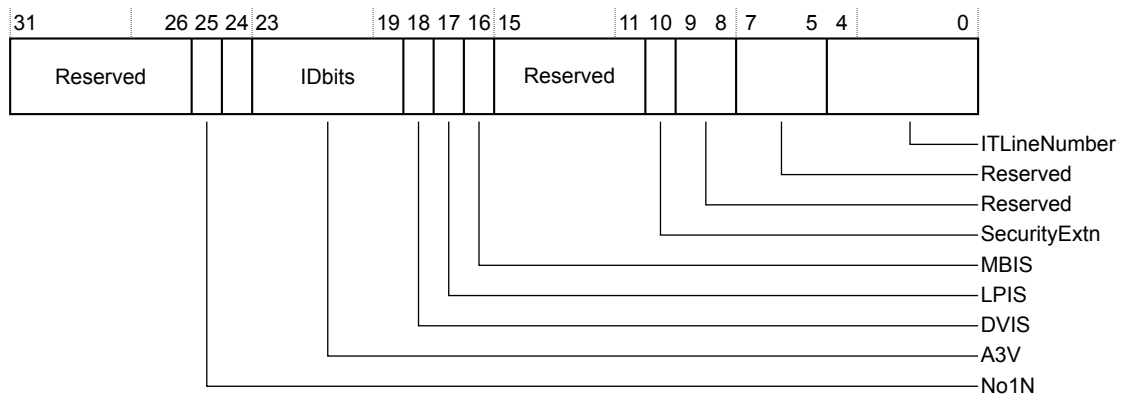 31 26 25 24 23 19 18 17 16 15 11 10 9 8 7 5 4 0
Reserved IDbits Reserved
ITLineNumber
Reserved
Reserved
SecurityExtn
MBIS
LPIS
DVIS
A3V
No1N